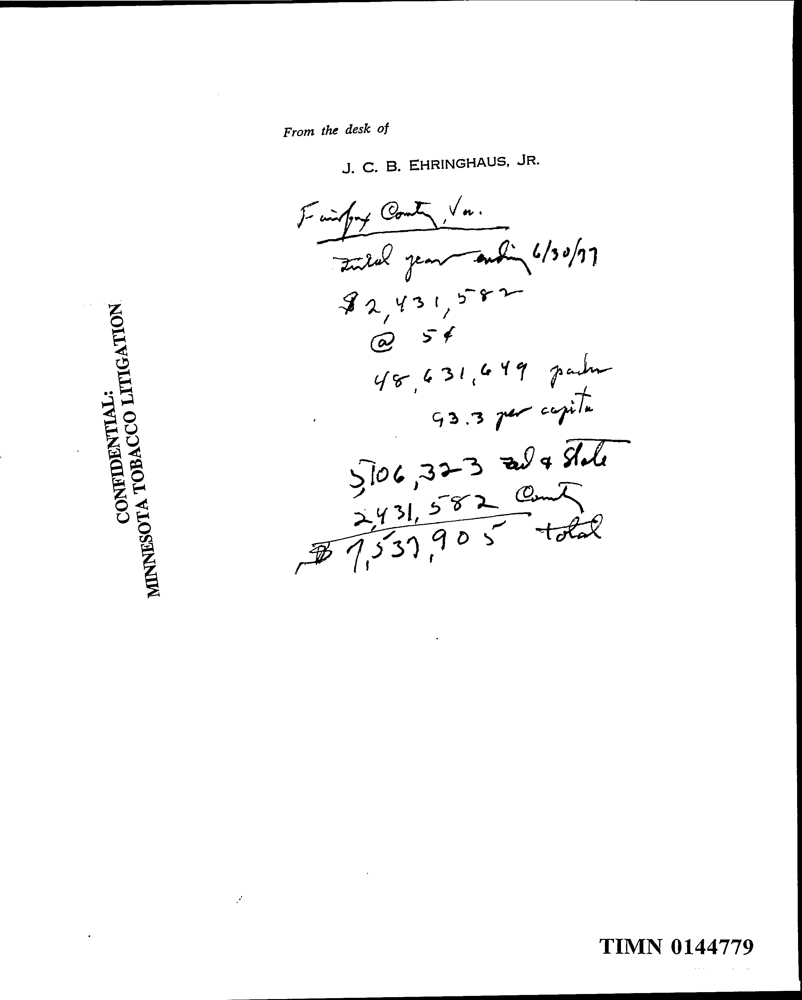 From the desk of
J. C. B. EHRINGHAUS, JR.
Fairfax County, Va.
Fiscal year ending 6/30/77
$2,431,582
@ 5¢
48,631,649 packs
93.3 per capita
5,106,323 Fed & State
2,431,582 County
$ 7,537,905 total
CONFIDENTIAL:
MINNESOTA TOBACCO LITIGATION
TIMN 0144779